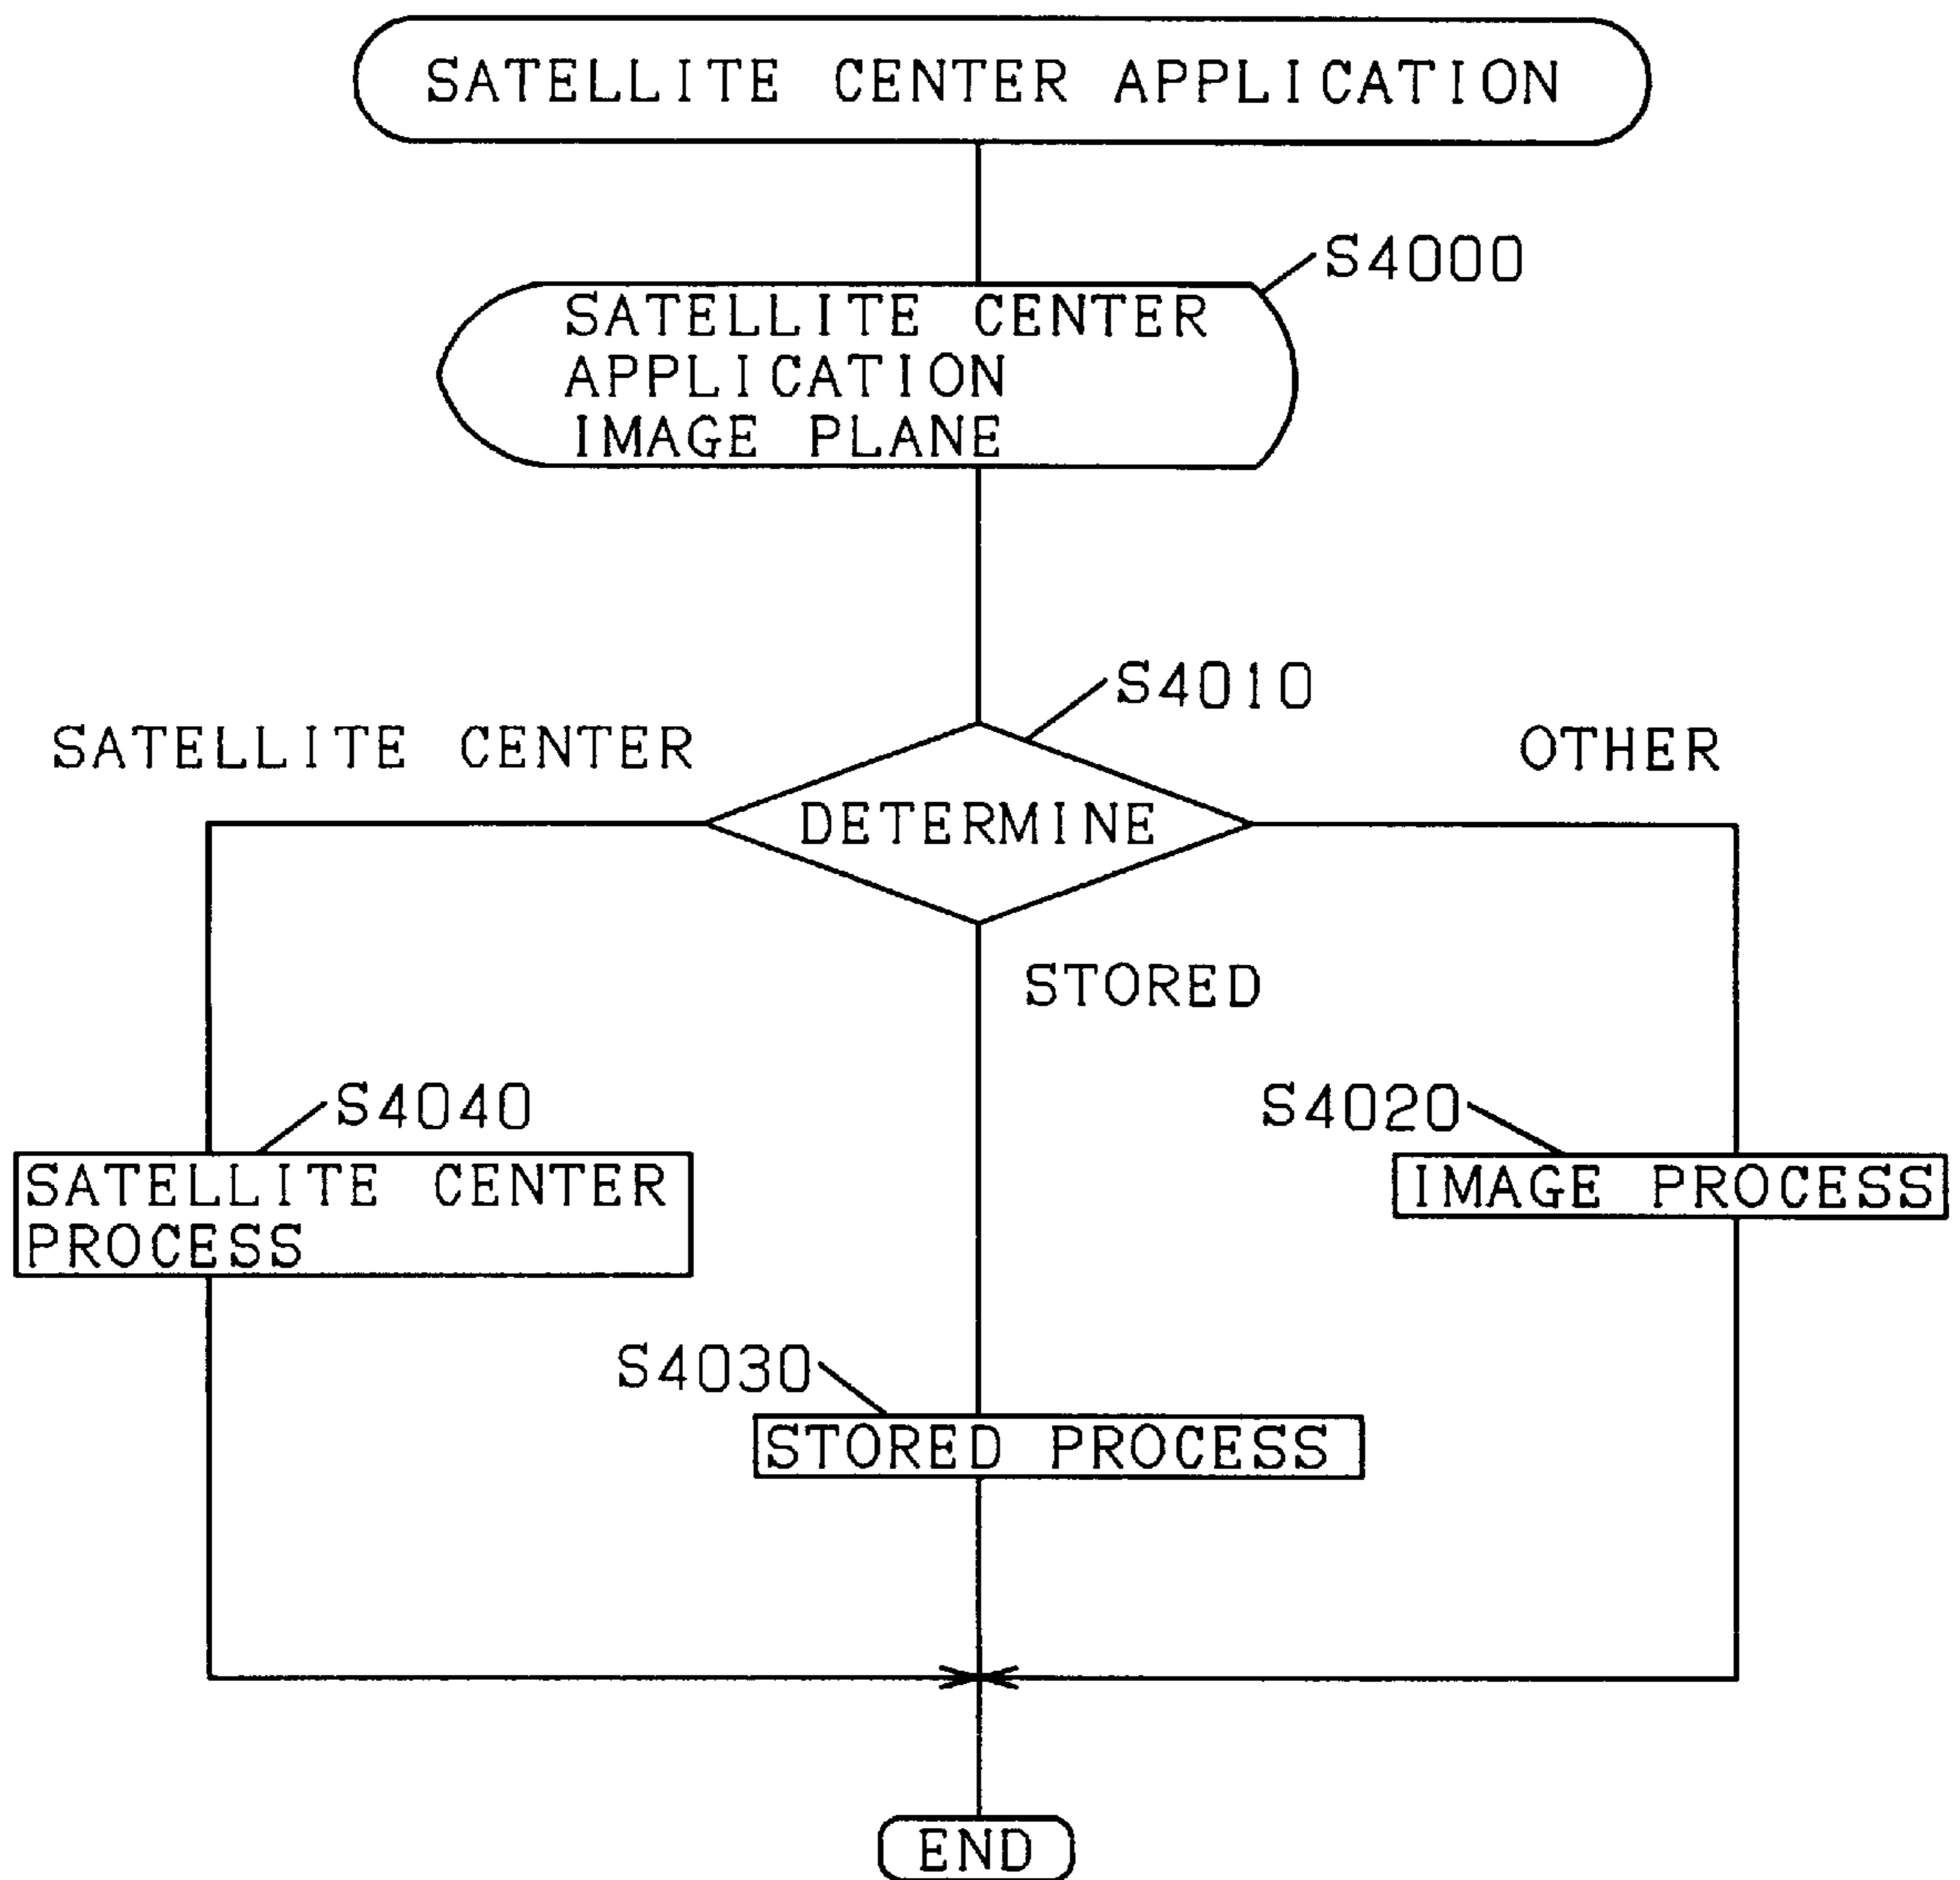 SATELLITE CENTER APPLICATION
S4000
SATELLITE CENTER
APPLICATION
IMAGE PLANE
S4010
SATELLITE CENTER
OTHER
DETERMINE
STORED
S4040
S4020
SATELLITE CENTER
PROCESS
IMAGE PROCESS
S4030
STORED PROCESS
END